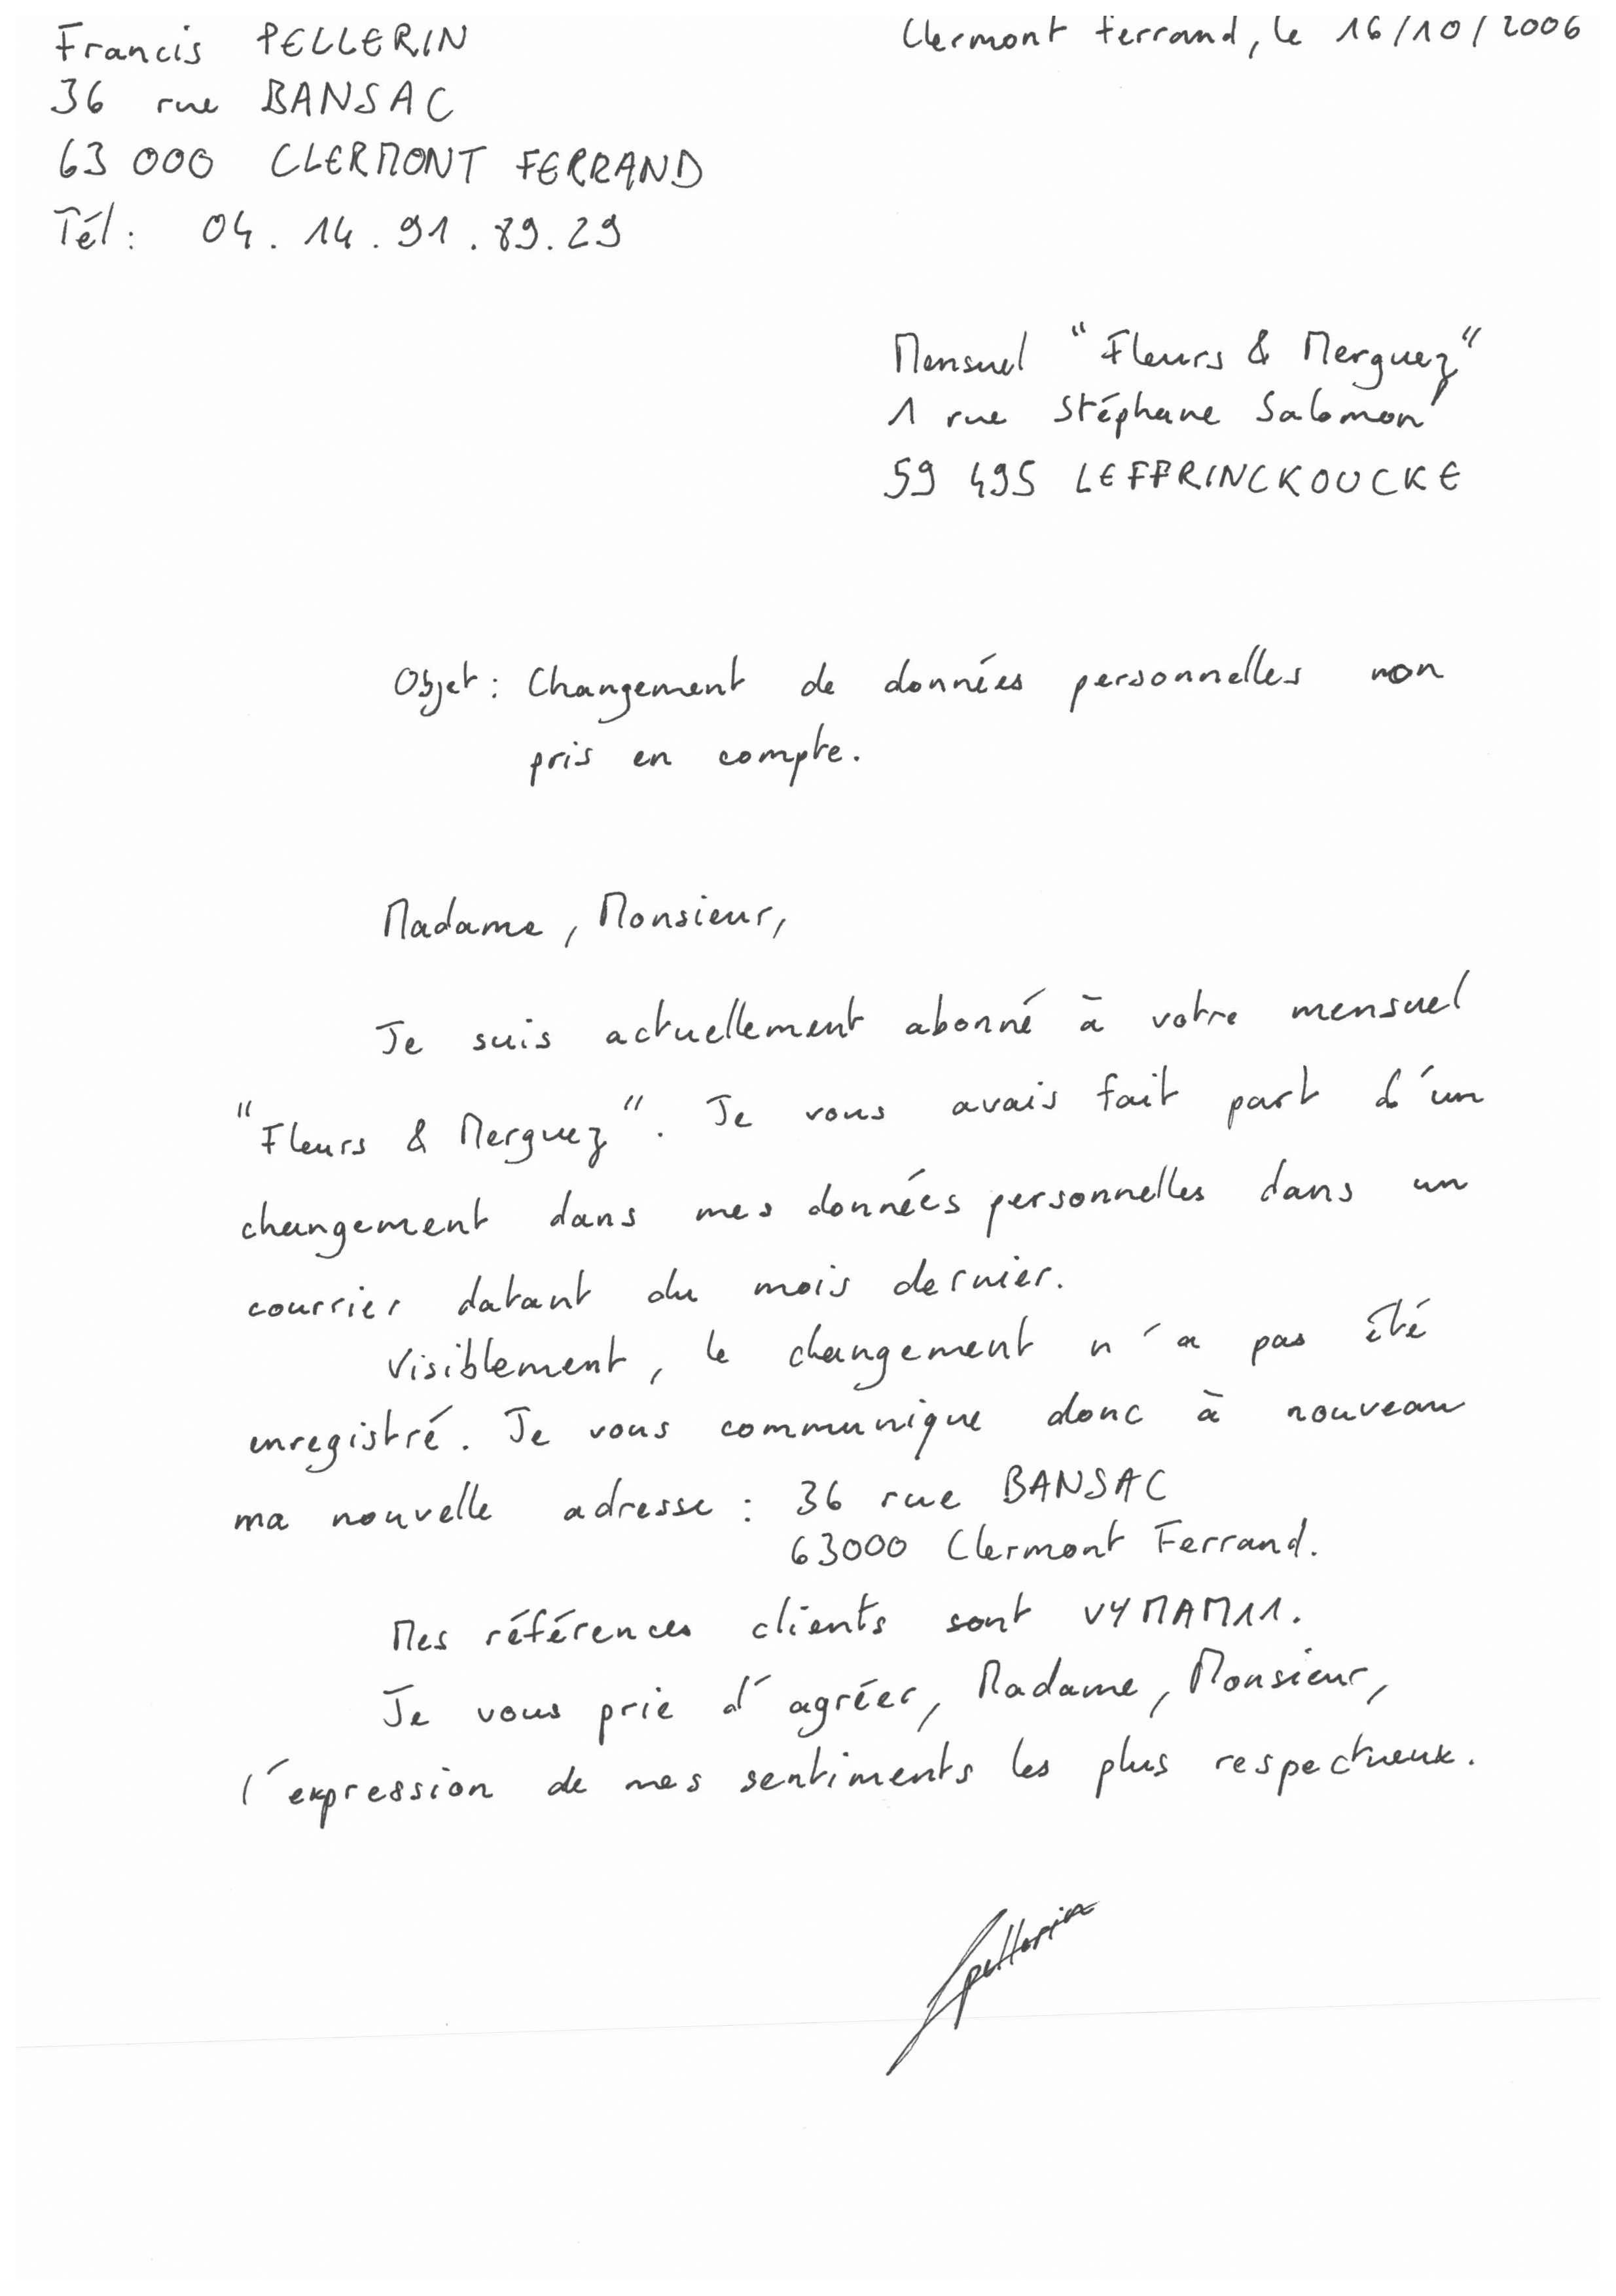 Francis PELLERIN
36 rue BANSAC
63 000 CLERMONT FERRAND
Tél : 04. 14. 91. 89. 29
Clermont Ferrand, le 16/10/2006
Mensuel "Fleurs & Merguez"
1 rue Stéphane Salomon
59 495 LEFFRINCKOUCKE
Objet : Changement de données personnelles non
pris en compte.
Madame, Monsieur,
Je suis actuellement abonné à votre mensuel
"Fleurs & Merguez". Je vous avais fait part d'un
changement dans mes données personnelles dans un
courrier datant du mois dernier.
Visiblement, le changement n'a pas été
enregistré. Je vous communique donc à nouveau
ma nouvelle adresse : 36 rue BANSAC
63000 Clermont Ferrand.
Mes références clients sont VYMAM11.
Je vous prie d'agréer, Madame, Monsieur,
l'expression de mes sentiments les plus respectueux.
fpellerin